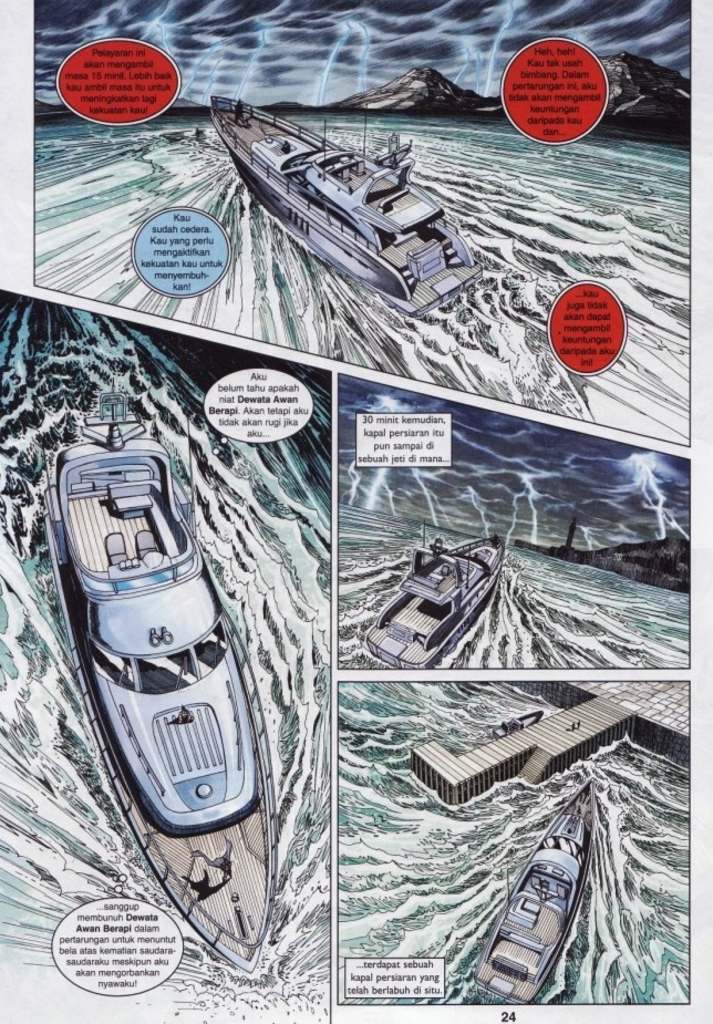 Pelayaran ini
akan mengambil
masa 15 minit. Lebih baik
kau ambil masa itu untuk
meningkatkan lagi
kekuatan kau!
Heh, heh!
Kau tak usah
bimbang. Dalam
pertarungan ini, aku
tidak akan mengambil
keuntungan
daripada kau
dan...
Kau
sudah cedera.
Kau yang perlu
mengaktifkan
kekuatan kau untuk
menyembuh-
kan!
...kau
juga tidak
akan dapat
mengambil
keuntungan
daripada aku
ini!
Aku
belum tahu apakah
niat Dewata Awan
Berapi. Akan tetapi aku
tidak akan rugi jika
aku...
30 minit kemudian,
kapal persiaran itu
pun sampai di
sebuah jeti di mana...
...sanggup
membunuh Dewata
Awan Berapi dalam
pertarungan untuk menuntut
bela atas kematian saudara-
saudaraku meskipun aku
akan mengorbankan
nyawaku!
...terdapat sebuah
kapal persiaran yang
telah berlabuh di situ.
24